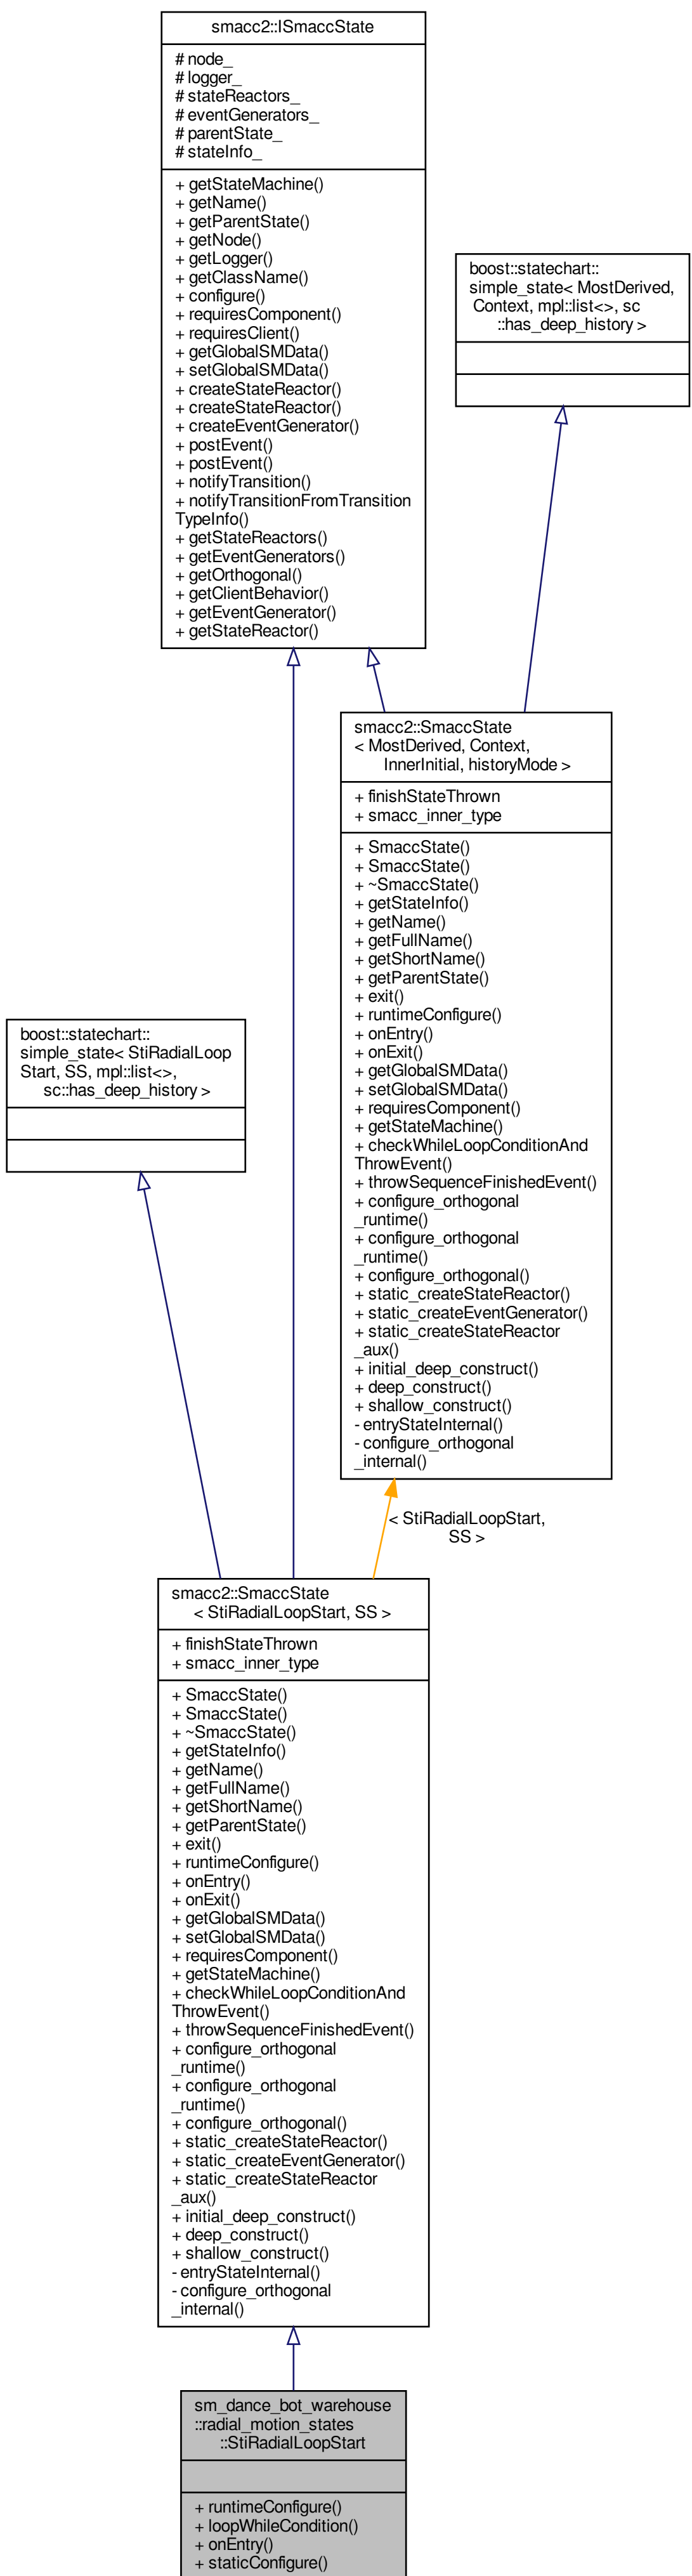 smacc2::ISmaccState
# node_
# logger_
# stateReactors_
# eventGenerators_
# parentState_
# stateInfo_
+ getStateMachine()
+ getName()
+ getParentState()
+ getNode()
+ getLogger()
+ getClassName()
+ configure()
+ requiresComponent()
+ requiresClient()
+ getGlobalSMData()
+ setGlobalSMData()
+ createStateReactor()
+ createStateReactor()
+ createEventGenerator()
+ postEvent()
+ postEvent()
+ notifyTransition()
+ notifyTransitionFromTransition
TypeInfo()
+ getStateReactors()
+ getEventGenerators()
+ getOrthogonal()
+ getClientBehavior()
+ getEventGenerator()
+ getStateReactor()
boost::statechart::
simple_state< MostDerived,
Context, mpl::list<>, sc
::has_deep_history >
smacc2::SmaccState
< MostDerived, Context,
InnerInitial, historyMode >
+ finishStateThrown
+ smacc_inner_type
+ SmaccState()
+ SmaccState()
+ ~SmaccState()
+ getStateInfo()
+ getName()
+ getFullName()
+ getShortName()
+ getParentState()
+ exit()
+ runtimeConfigure()
+ onEntry()
+ onExit()
+ getGlobalSMData()
+ setGlobalSMData()
+ requiresComponent()
+ getStateMachine()
+ checkWhileLoopConditionAnd
ThrowEvent()
+ throwSequenceFinishedEvent()
+ configure_orthogonal
_runtime()
+ configure_orthogonal
_runtime()
+ configure_orthogonal()
+ static_createStateReactor()
+ static_createEventGenerator()
+ static_createStateReactor
_aux()
+ initial_deep_construct()
+ deep_construct()
+ shallow_construct()
- entryStateInternal()
- configure_orthogonal
_internal()
boost::statechart::
simple_state< StiRadialLoop
Start, SS, mpl::list<>,
sc::has_deep_history >
< StiRadialLoopStart,
SS >
smacc2::SmaccState
< StiRadialLoopStart, SS >
+ finishStateThrown
+ smacc_inner_type
+ SmaccState()
+ SmaccState()
+ ~SmaccState()
+ getStateInfo()
+ getName()
+ getFullName()
+ getShortName()
+ getParentState()
+ exit()
+ runtimeConfigure()
+ onEntry()
+ onExit()
+ getGlobalSMData()
+ setGlobalSMData()
+ requiresComponent()
+ getStateMachine()
+ checkWhileLoopConditionAnd
ThrowEvent()
+ throwSequenceFinishedEvent()
+ configure_orthogonal
_runtime()
+ configure_orthogonal
_runtime()
+ configure_orthogonal()
+ static_createStateReactor()
+ static_createEventGenerator()
+ static_createStateReactor
_aux()
+ initial_deep_construct()
+ deep_construct()
+ shallow_construct()
- entryStateInternal()
- configure_orthogonal
_internal()
sm_dance_bot_warehouse
::radial_motion_states
::StiRadialLoopStart
+ runtimeConfigure()
+ loopWhileCondition()
+ onEntry()
+ staticConfigure()